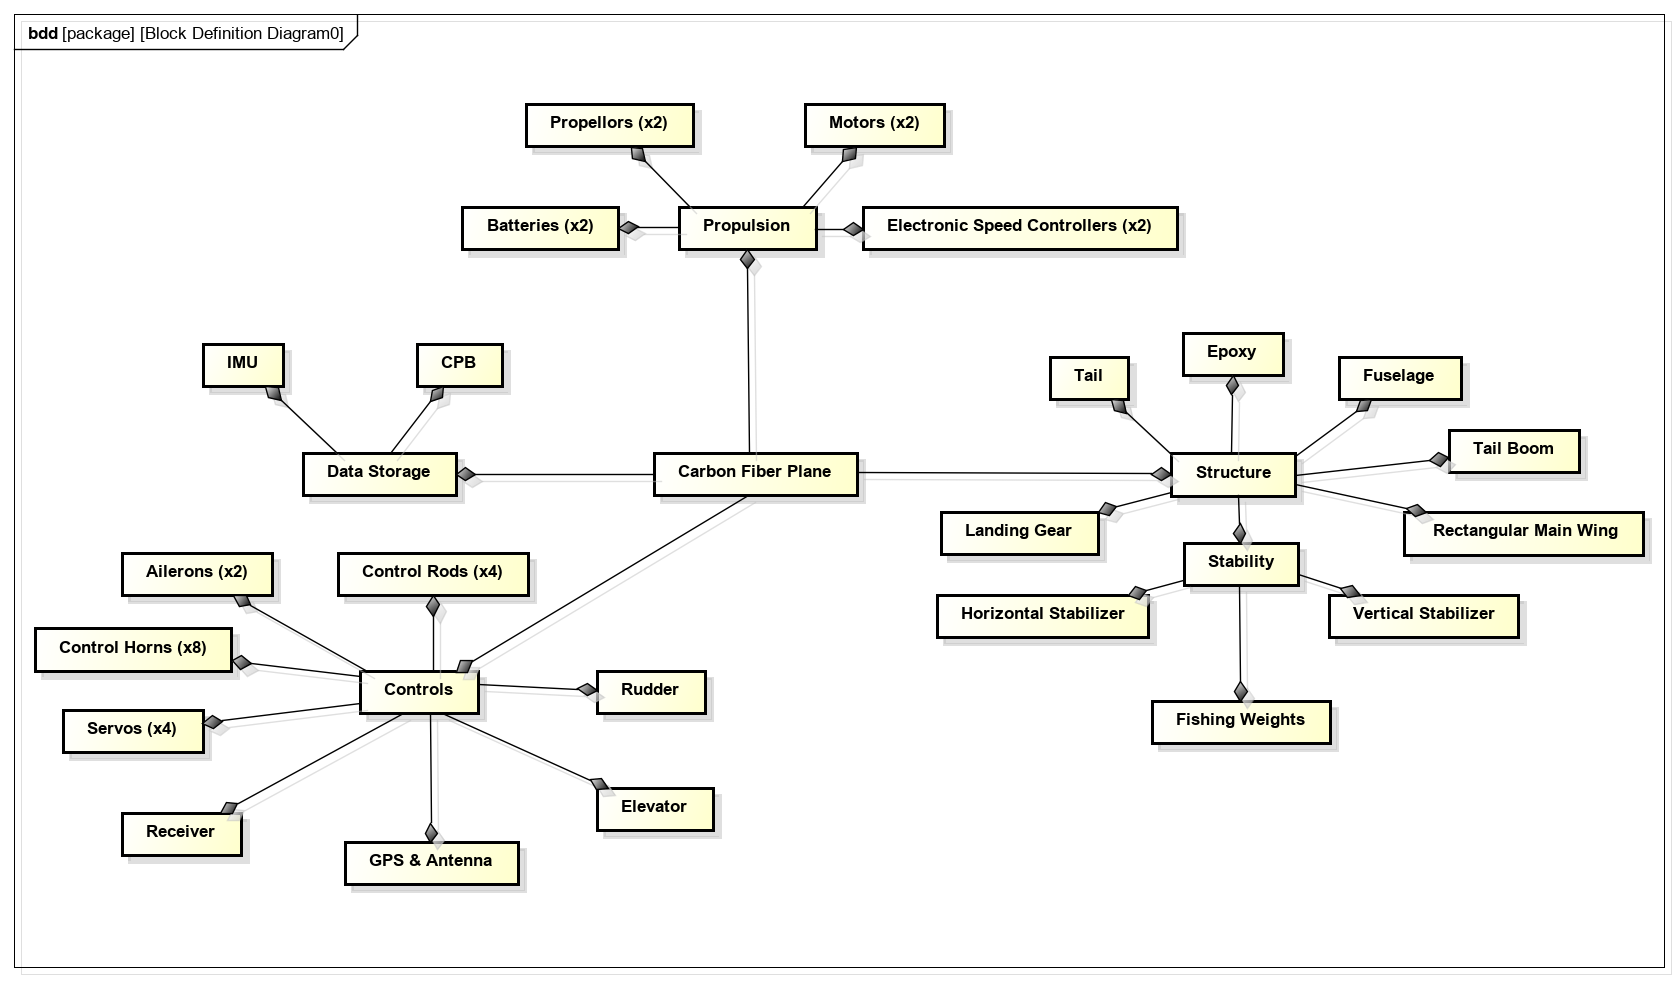 bdd [package] [Block Definition Diagram0]
Propellors (x2)
Motors (x2)
Batteries (x2)
Propulsion
Electronic Speed Controllers (x2)
IMU
CPB
Tail
Epoxy
Fuselage
Data Storage
Carbon Fiber Plane
Structure
Tail Boom
Landing Gear
Rectangular Main Wing
Ailerons (x2)
Control Rods (x4)
Stability
Control Horns (x8)
Horizontal Stabilizer
Vertical Stabilizer
Controls
Rudder
Servos (x4)
Fishing Weights
Receiver
Elevator
GPS & Antenna